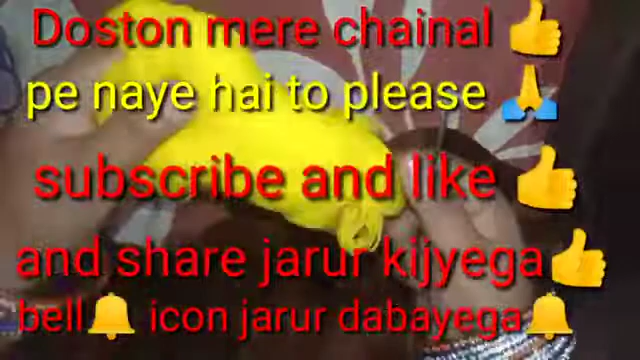 Doston mere chainal 👍
pe naye hai to please 🙏
subscribe and like 👍
and share jarur kijyega👍
bell🔔 icon jarur dabayega🔔